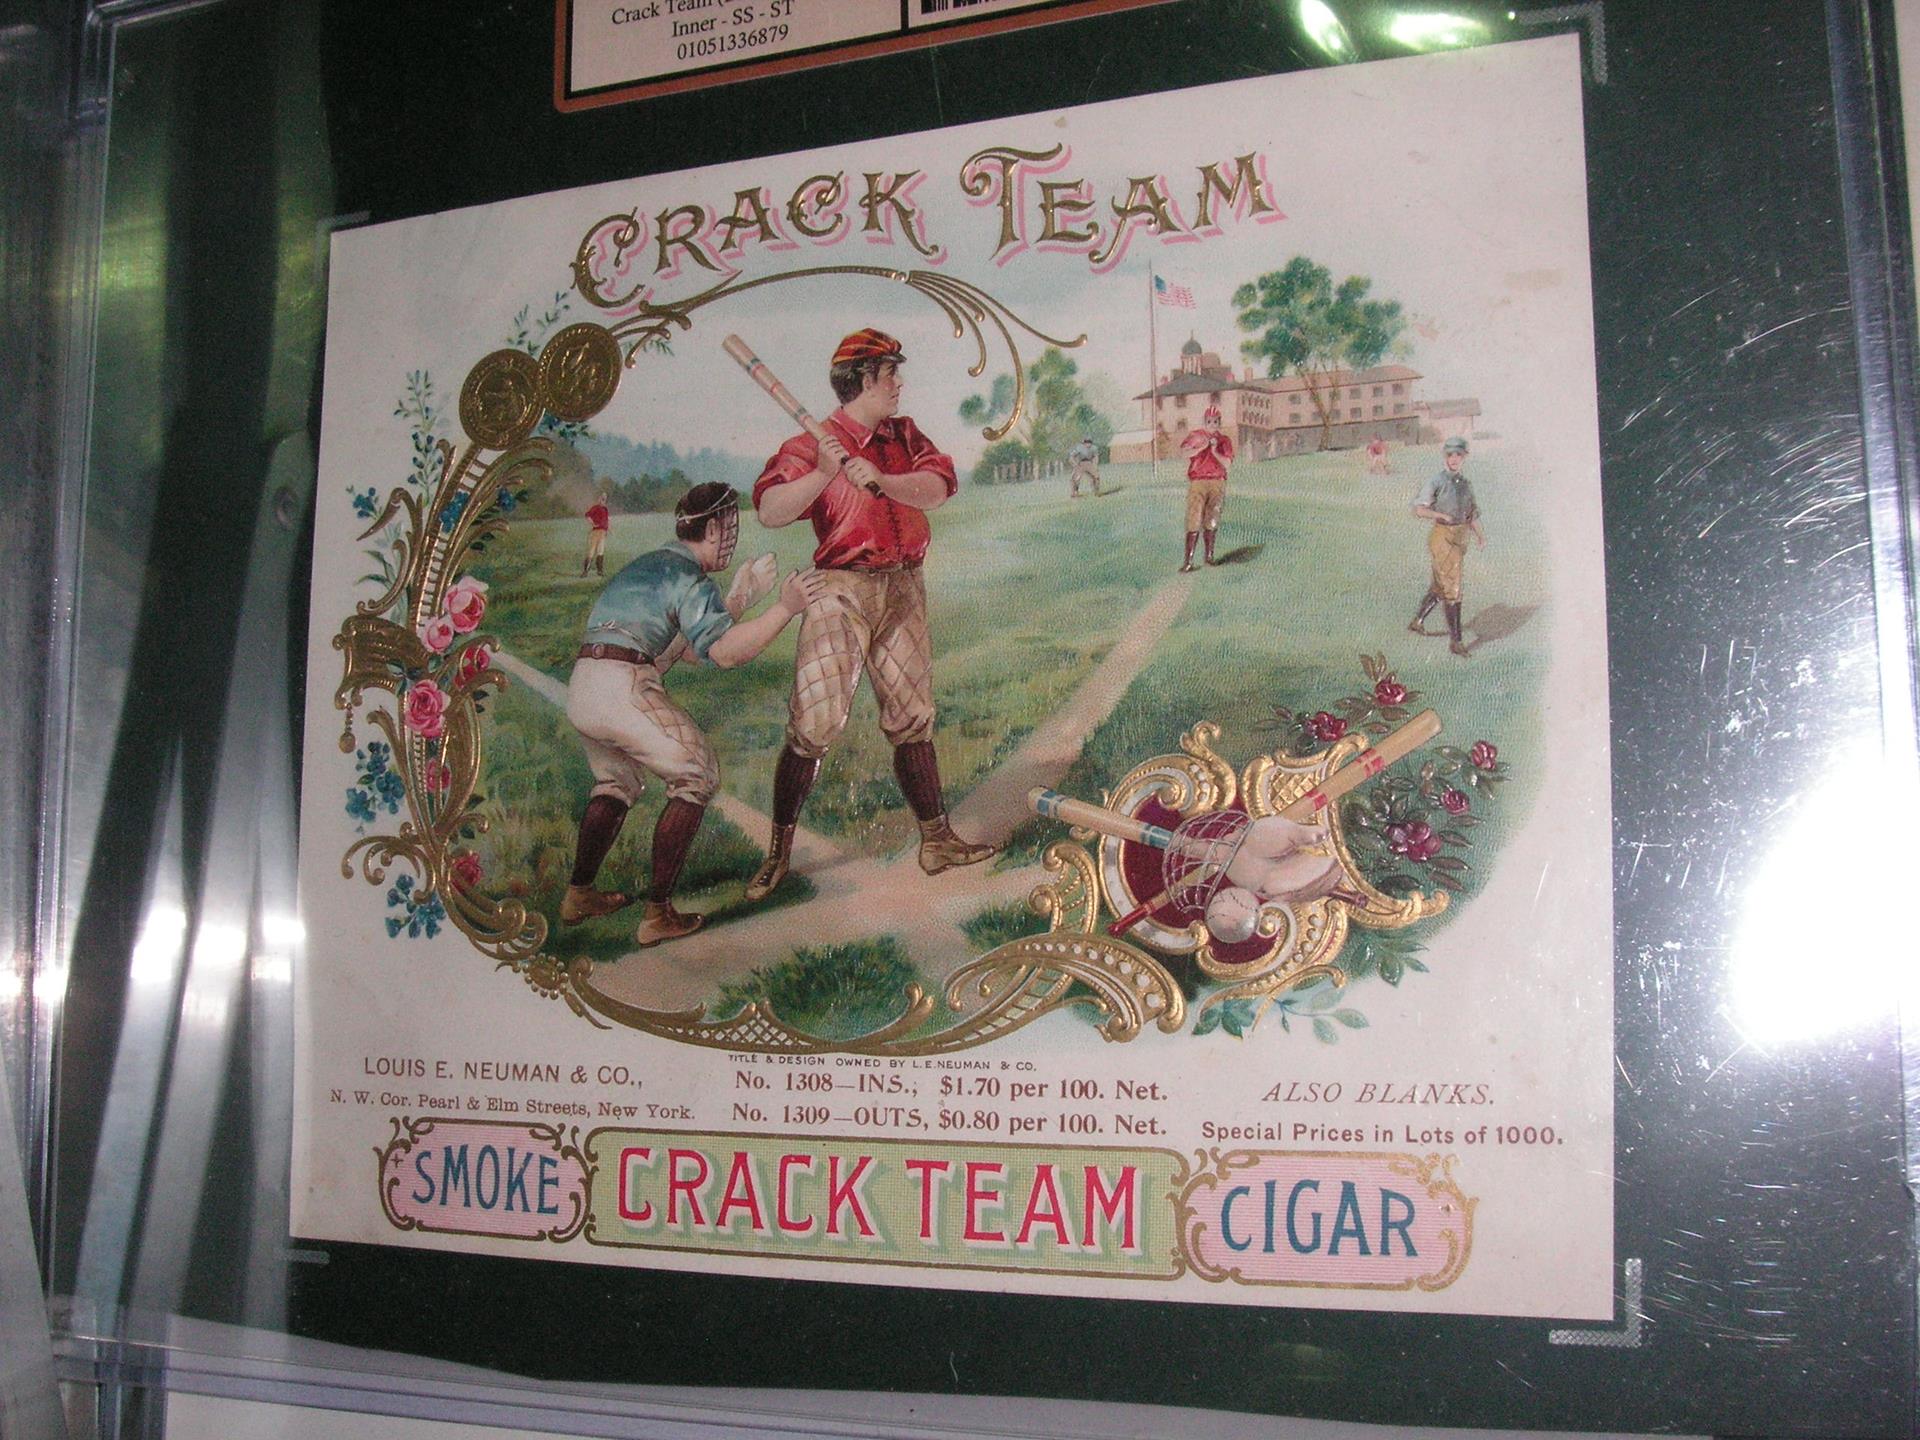 Crack Team
Inner - SS - ST
01051336879
CRACK TEAM
TITLE & DESIGN OWNED BY L.E.NEUMAN & CO.
LOUIS E. NEUMAN & CO.,
N. W. Cor. Pearl & Elm Streets, New York.
No. 1308—INS., $1.70 per 100. Net.
No. 1309—OUTS, $0.80 per 100. Net.
ALSO BLANKS.
Special Prices in Lots of 1000.
SMOKE CRACK TEAM CIGAR